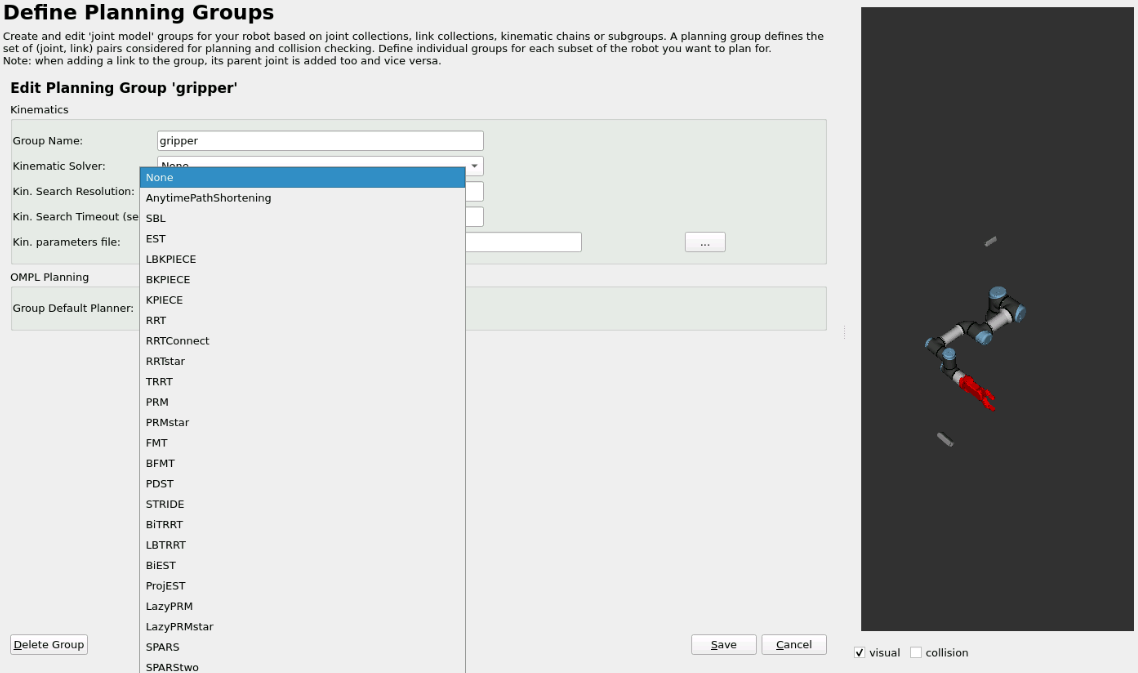 Define Planning Groups
Create and edit 'joint model' groups for your robot based on joint collections, link collections, kinematic chains or subgroups. A planning group defines the
set of (joint, link) pairs considered for planning and collision checking. Define individual groups for each subset of the robot you want to plan for.
Note: when adding a link to the group, its parent joint is added too and vice versa.
Edit Planning Group 'gripper'
Kinematics
Group Name: gripper
Kinematic Solver: None
Kin. Search Resolution:
Kin. Search Timeout (se
Kin. parameters file: ...
OMPL Planning
Group Default Planner:
None
AnytimePathShortening
SBL
EST
LBKPIECE
BKPIECE
KPIECE
RRT
RRTConnect
RRTstar
TRRT
PRM
PRMstar
FMT
BFMT
PDST
STRIDE
BiTRRT
LBTRRT
BiEST
ProjEST
LazyPRM
LazyPRMstar
SPARS
SPARStwo
Delete Group Save Cancel
visual collision